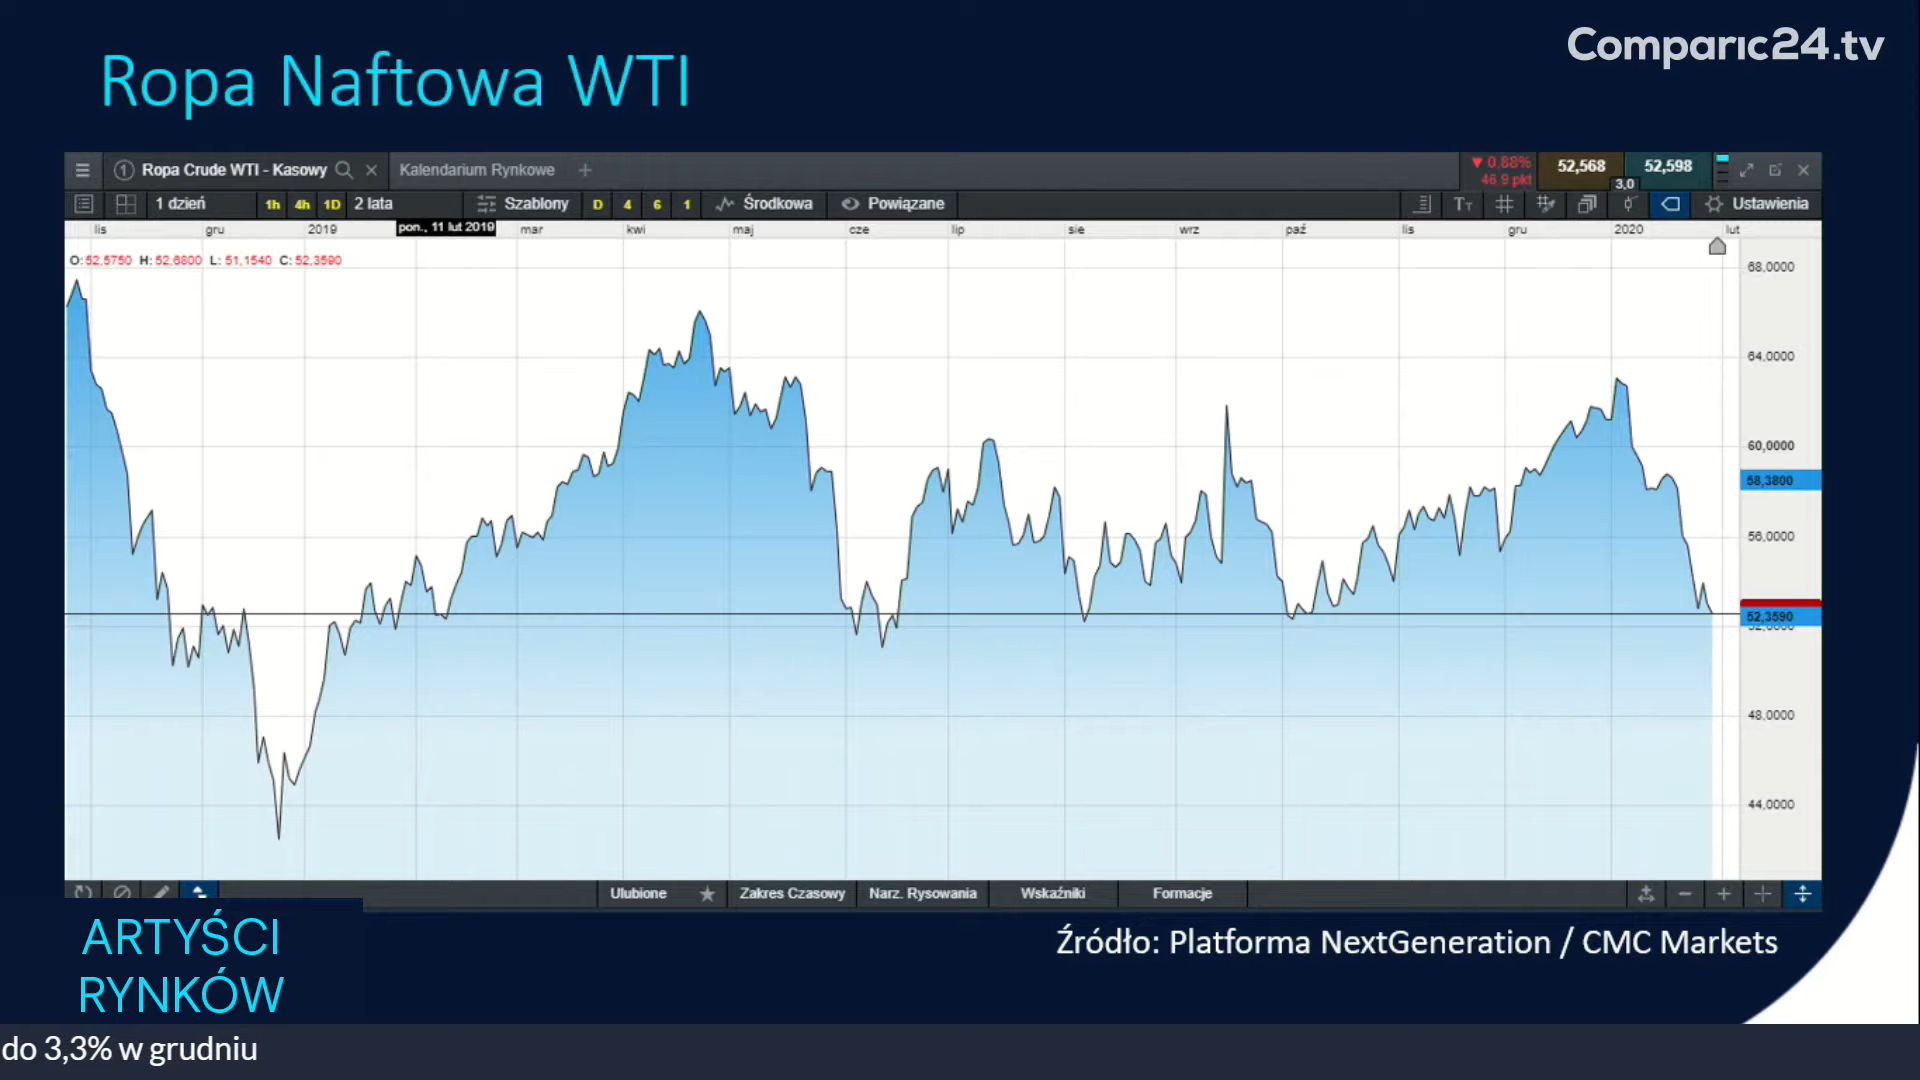 Comparic24.tv
Ropa Naftowa WTI
1 Ropa Crude WTI - Kasowy Kalendarium Rynkowe
0,88%
46.9 pkt
52,568 52,598
3,0
1 dzień 1h 4h 1D 2 lata Szablony D 4 6 1 Środkowa Powiązane Tт Ustawienia
lis gru 2019 pon., 11 lut 2019 mar kwi maj cze lip sie wrz paź lis gru 2020 lut
O:52,5750 H:52,6800 L:51,1540 C:52,3590
68,0000
64,0000
60,0000
58,3800
56,0000
52,3590
52,0000
48,0000
44,0000
Ulubione Zakres Czasowy Narz. Rysowania Wskaźniki Formacje
ARTYŚCI
RYNKÓW
Źródło: Platforma NextGeneration / CMC Markets
do 3,3% w grudniu